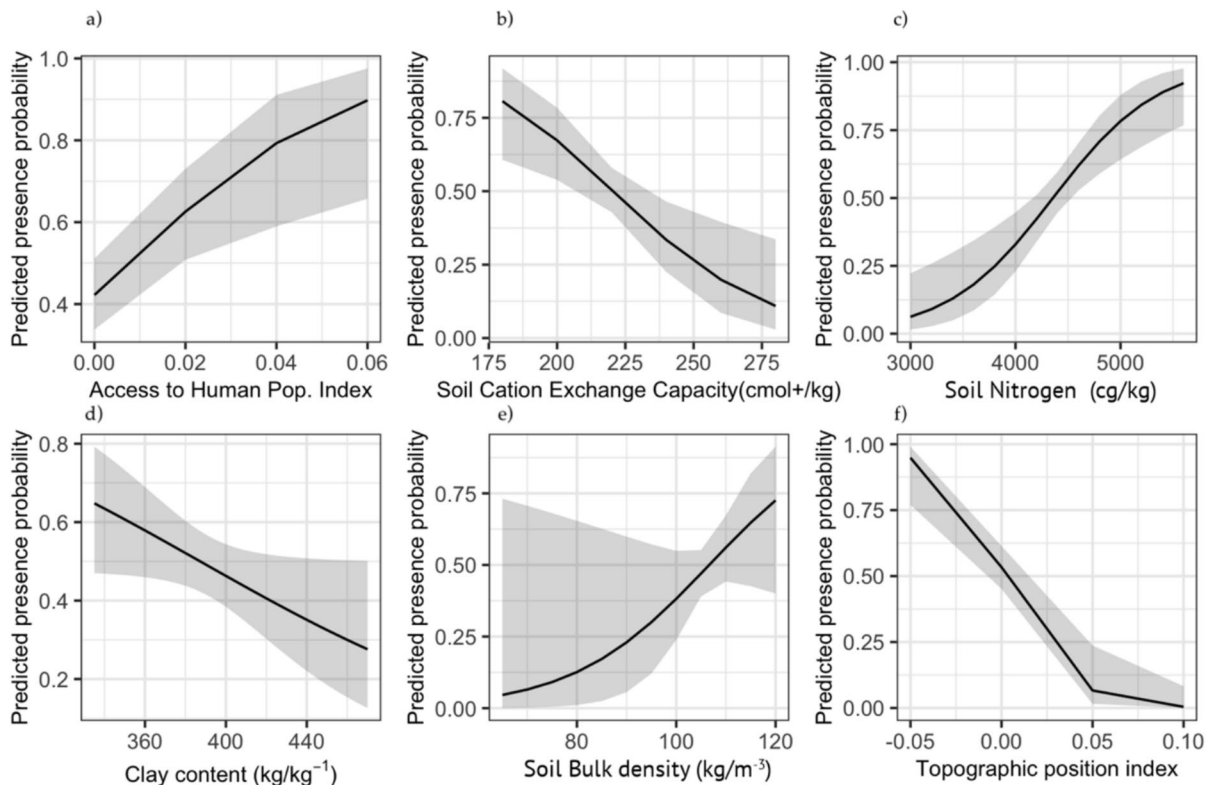 a)
Predicted presence probability
1.0
0.8
0.6
0.4
0.00 0.02 0.04 0.06
Access to Human Pop. Index
b)
Predicted presence probability
0.75
0.50
0.25
0.00
175 200 225 250 275
Soil Cation Exchange Capacity(cmol+/kg)
c)
Predicted presence probability
1.00
0.75
0.50
0.25
0.00
3000 4000 5000
Soil Nitrogen (cg/kg)
d)
Predicted presence probability
0.8
0.6
0.4
0.2
360 400 440
Clay content (kg/kg⁻¹)
e)
Predicted presence probability
0.75
0.50
0.25
0.00
80 100 120
Soil Bulk density (kg/m⁻³)
f)
Predicted presence probability
1.00
0.75
0.50
0.25
0.00
-0.05 0.00 0.05 0.10
Topographic position index